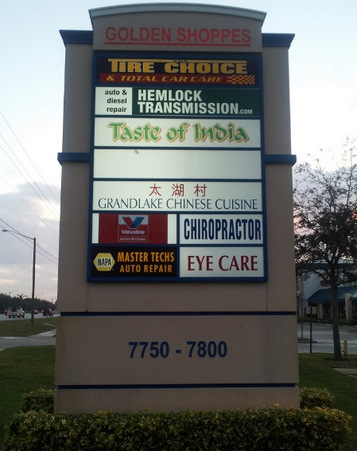 GOLDEN SHOPPES
TIRE CHOICE
& TOTAL CAR CARE
auto &
diesel
repair
HEMLOCK
TRANSMISSION.COM
Taste of India
太湖村
GRANDLAKE CHINESE CUISINE
Valvoline
CHIROPRACTOR
NAPA
MASTER TECHS
AUTO REPAIR
EYE CARE
7750 - 7800